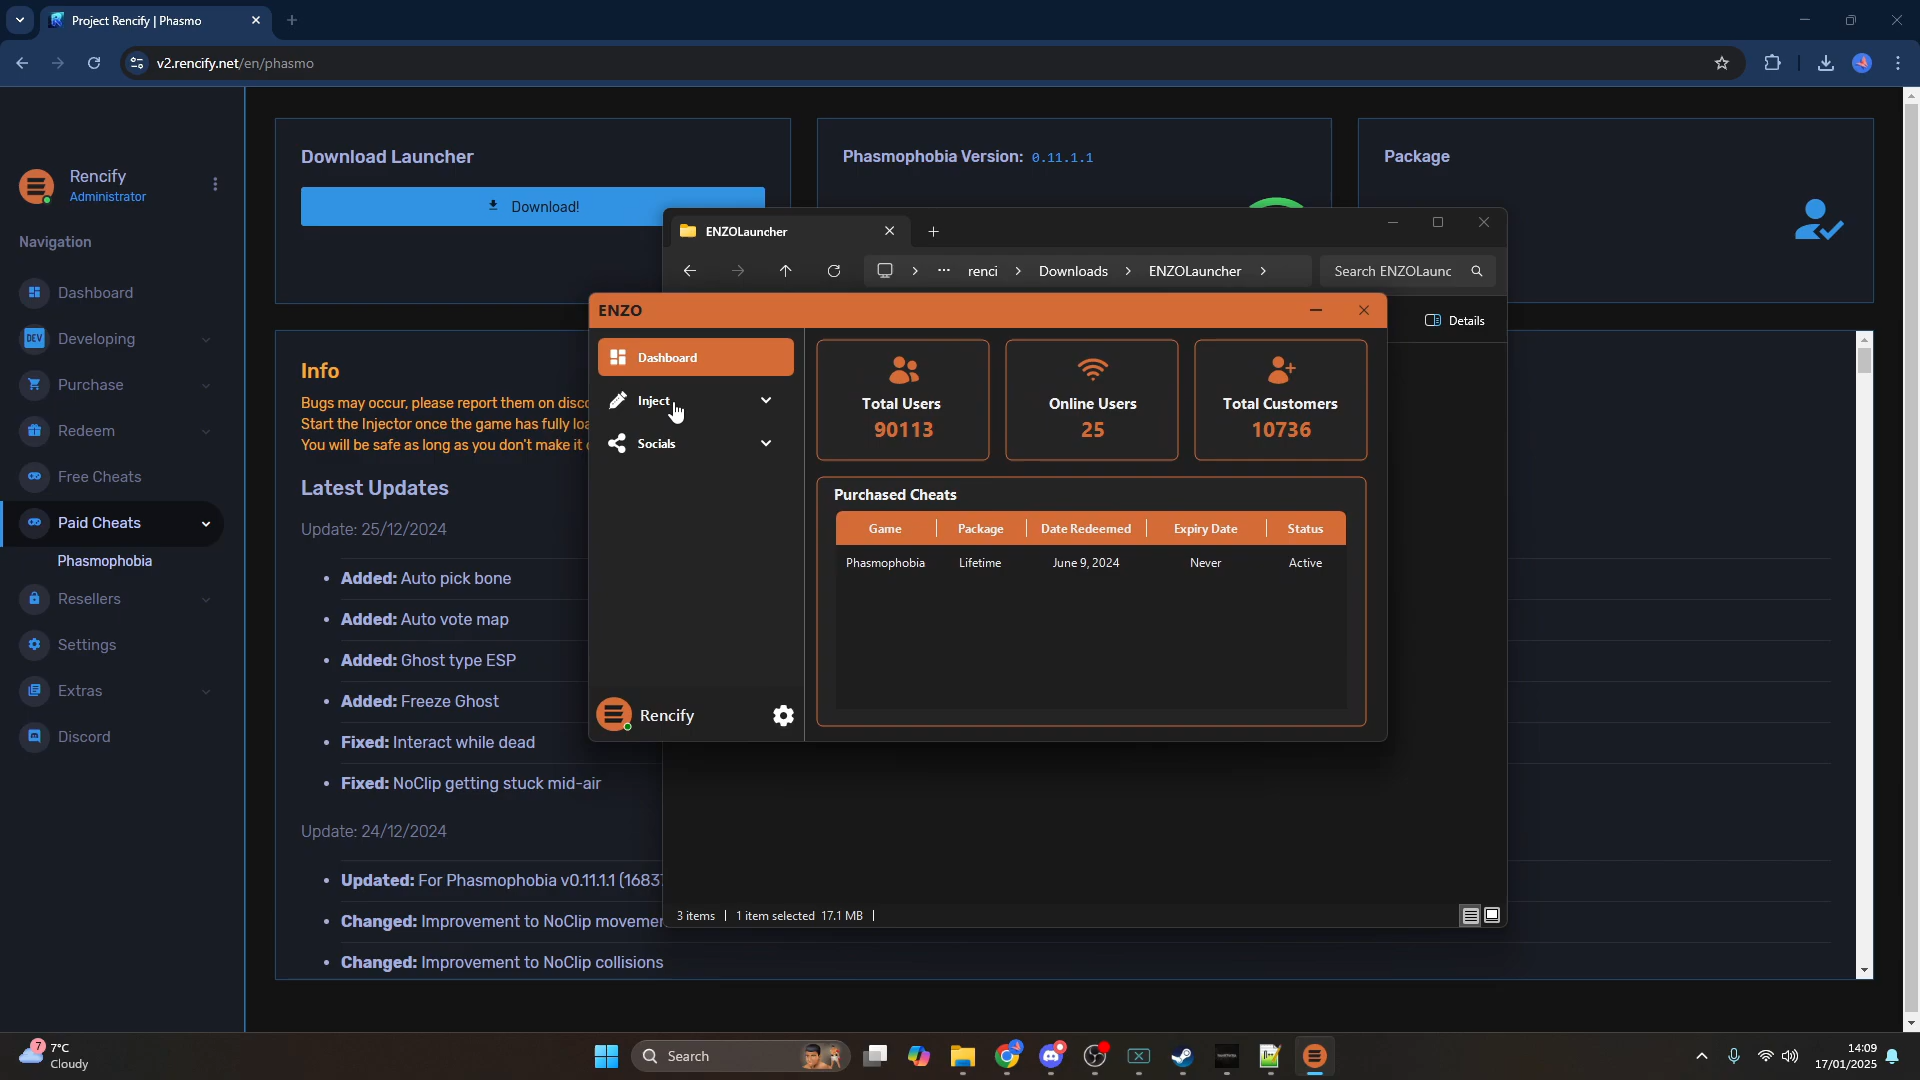 Project Rencify | Phasmo
v2.rencify.net/en/phasmo
Rencify
Administrator
Navigation
Dashboard
DEV Developing
Purchase
Redeem
Free Cheats
Paid Cheats
Phasmophobia
Resellers
Settings
Extras
Discord
Download Launcher
Download!
Phasmophobia Version: 0.11.1.1
Package
Info
Bugs may occur, please report them on disc
Start the Injector once the game has fully loa
You will be safe as long as you don't make it
Latest Updates
Update: 25/12/2024
• Added: Auto pick bone
• Added: Auto vote map
• Added: Ghost type ESP
• Added: Freeze Ghost
• Fixed: Interact while dead
• Fixed: NoClip getting stuck mid-air
Update: 24/12/2024
• Updated: For Phasmophobia v0.11.1.1 (1683
• Changed: Improvement to NoClip movemer
• Changed: Improvement to NoClip collisions
ENZOLauncher
renci > Downloads > ENZOLauncher >
Search ENZOLaunc
Details
3 items | 1 item selected 17.1 MB |
ENZO
Dashboard
Inject
Socials
Rencify
Total Users
90113
Online Users
25
Total Customers
10736
Purchased Cheats
Game Package Date Redeemed Expiry Date Status
Phasmophobia Lifetime June 9, 2024 Never Active
7
7°C
Cloudy
Search
14:09
17/01/2025